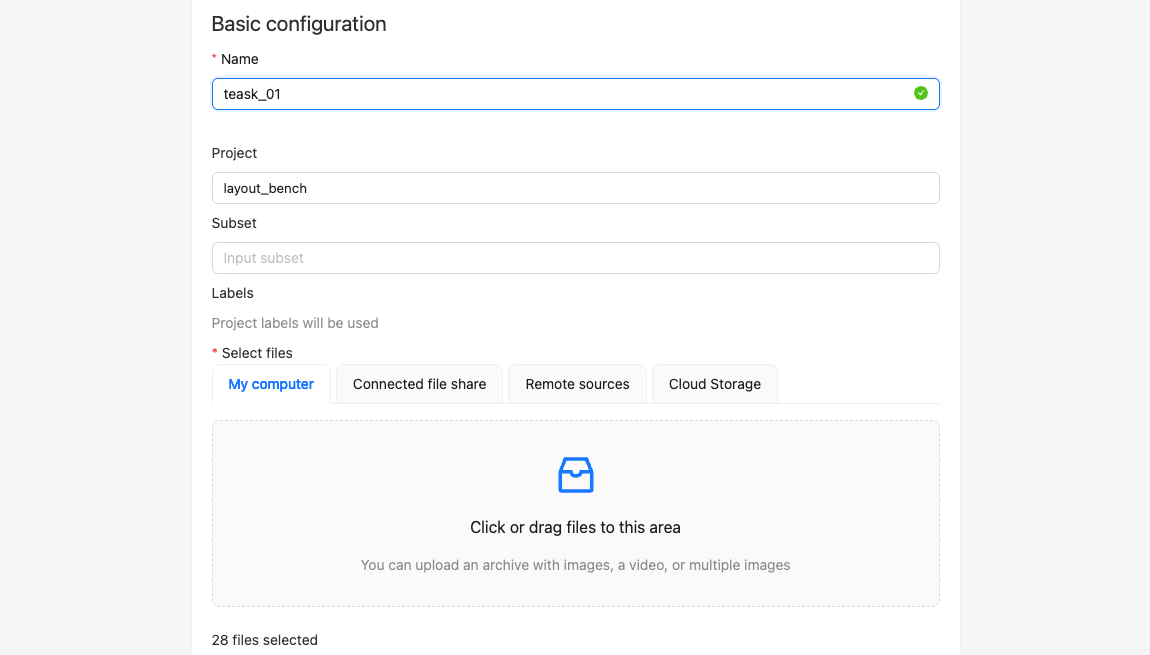 Basic configuration
* Name
teask_01
Project
layout_bench
Subset
Input subset
Labels
Project labels will be used
* Select files
My computer
Connected file share
Remote sources
Cloud Storage
Click or drag files to this area
You can upload an archive with images, a video, or multiple images
28 files selected